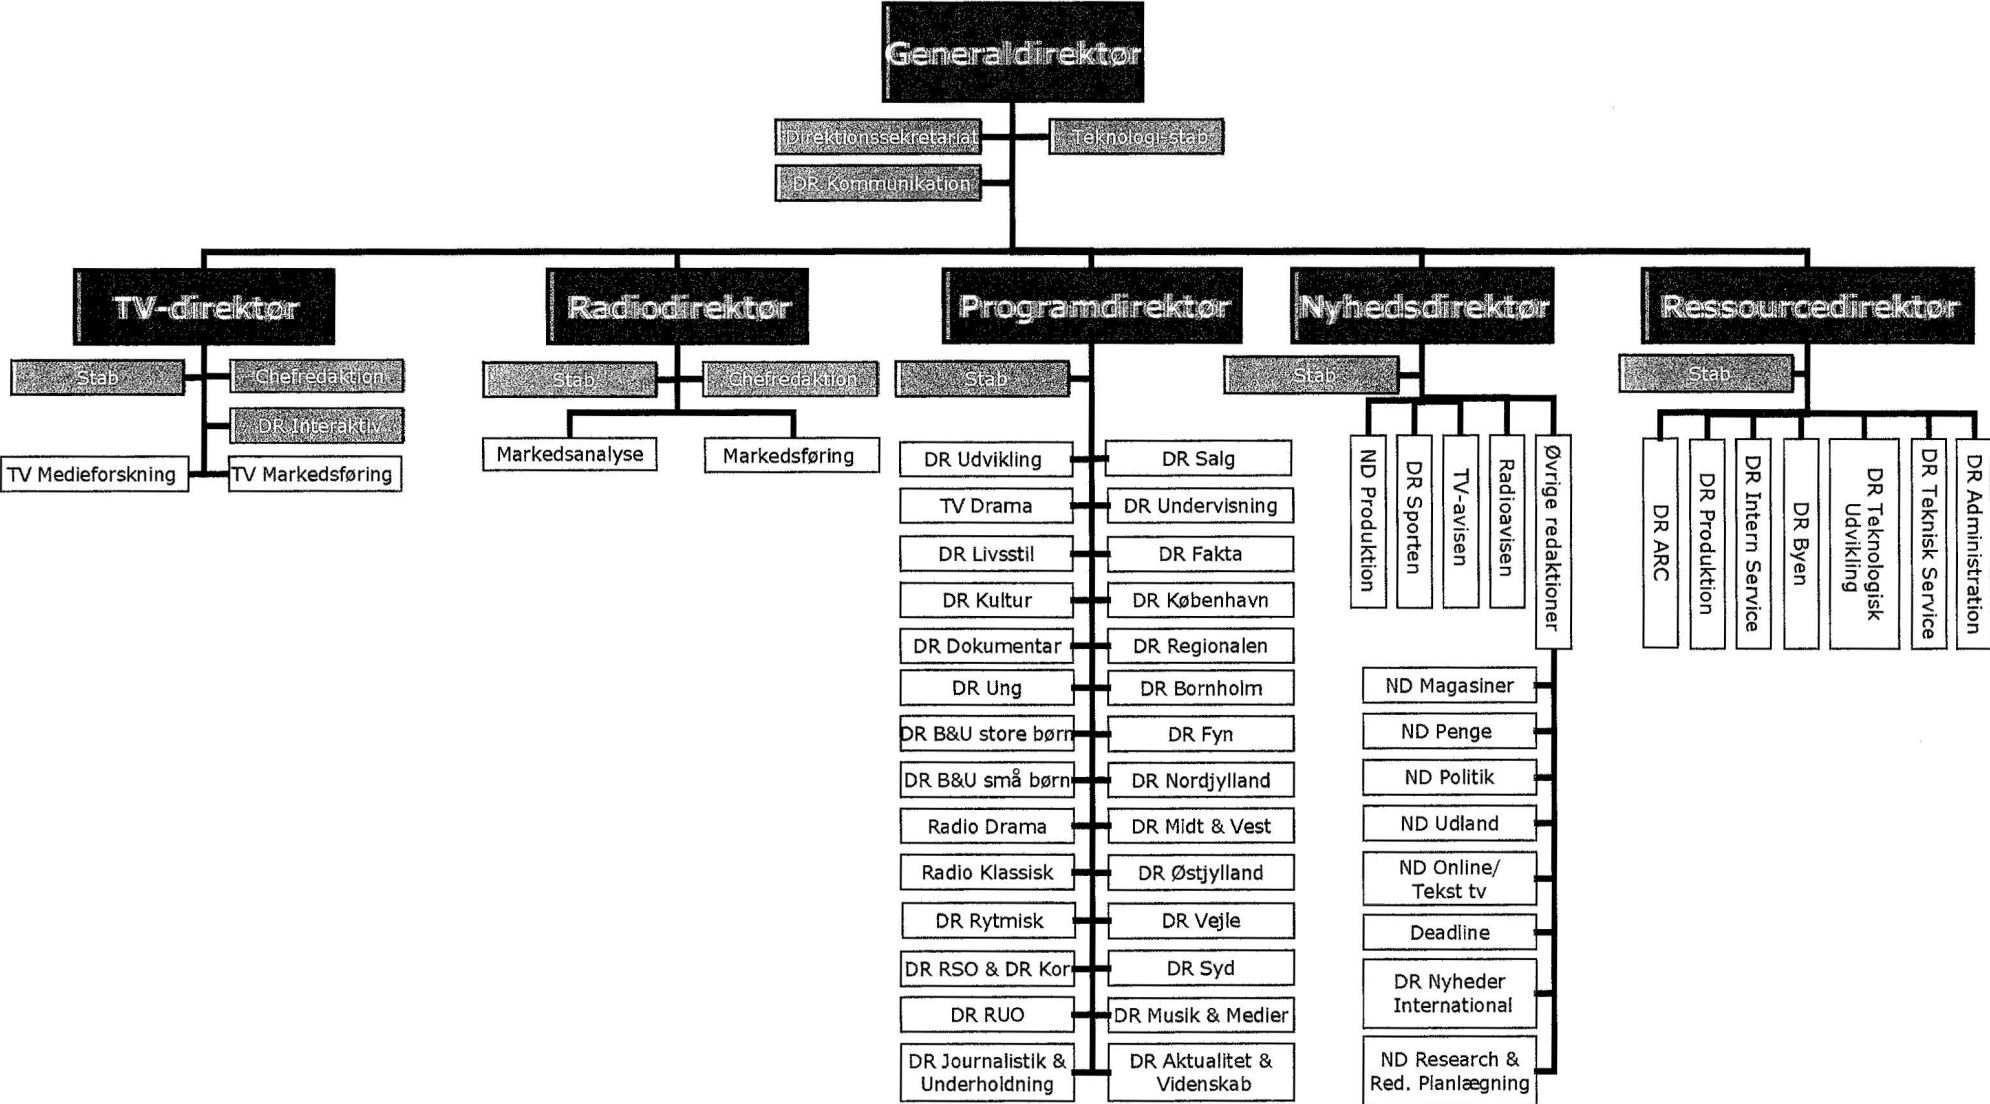 Generaldirektør
Direktionssekretariat
Teknologi-stab
DR Kommunikation
TV-direktør
Stab
Chefredaktion
DR Interaktiv
TV Medieforskning
TV Markedsføring
Radiodirektør
Stab
Chefredaktion
Markedsanalyse
Markedsføring
Programdirektør
Stab
DR Udvikling
DR Salg
TV Drama
DR Undervisning
DR Livsstil
DR Fakta
DR Kultur
DR København
DR Dokumentar
DR Regionalen
DR Ung
DR Bornholm
DR B&U store børn
DR Fyn
DR B&U små børn
DR Nordjylland
Radio Drama
DR Midt & Vest
Radio Klassisk
DR Østjylland
DR Rytmisk
DR Vejle
DR RSO & DR Kor
DR Syd
DR RUO
DR Musik & Medier
DR Journalistik &
Underholdning
DR Aktualitet &
Videnskab
Nyhedsdirektør
Stab
ND Produktion
DR Sporten
TV-avisen
Radioavisen
Øvrige redaktioner
ND Magasiner
ND Penge
ND Politik
ND Udland
ND Online/
Tekst tv
Deadline
DR Nyheder
International
ND Research &
Red. Planlægning
Ressourcedirektør
Stab
DR ARC
DR Produktion
DR Intern Service
DR Byen
DR Teknologisk
Udvikling
DR Teknisk Service
DR Administration